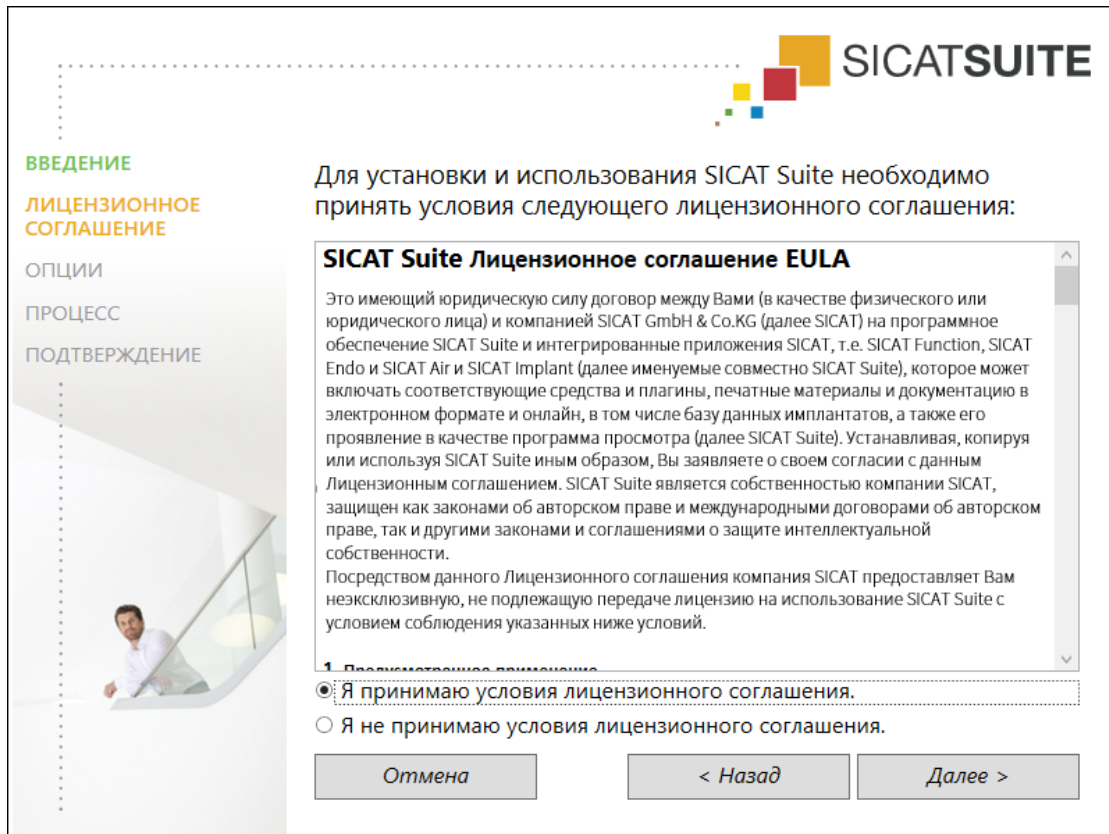 SICATSUITE
ВВЕДЕНИЕ
ЛИЦЕНЗИОННОЕ
СОГЛАШЕНИЕ
ОПЦИИ
ПРОЦЕСС
ПОДТВЕРЖДЕНИЕ
Для установки и использования SICAT Suite необходимо
принять условия следующего лицензионного соглашения:
SICAT Suite Лицензионное соглашение EULA
Это имеющий юридическую силу договор между Вами (в качестве физического или
юридического лица) и компанией SICAT GmbH & Co.KG (далее SICAT) на программное
обеспечение SICAT Suite и интегрированные приложения SICAT, т.е. SICAT Function, SICAT
Endo и SICAT Air и SICAT Implant (далее именуемые совместно SICAT Suite), которое может
включать соответствующие средства и плагины, печатные материалы и документацию в
электронном формате и онлайн, в том числе базу данных имплантатов, а также его
проявление в качестве программа просмотра (далее SICAT Suite). Устанавливая, копируя
или используя SICAT Suite иным образом, Вы заявляете о своем согласии с данным
Лицензионным соглашением. SICAT Suite является собственностью компании SICAT,
защищен как законами об авторском праве и международными договорами об авторском
праве, так и другими законами и соглашениями о защите интеллектуальной
собственности.
Посредством данного Лицензионного соглашения компания SICAT предоставляет Вам
неэксклюзивную, не подлежащую передаче лицензию на использование SICAT Suite с
условием соблюдения указанных ниже условий.
1. Предусмотренное применение
Я принимаю условия лицензионного соглашения.
Я не принимаю условия лицензионного соглашения.
Отмена
< Назад
Далее >